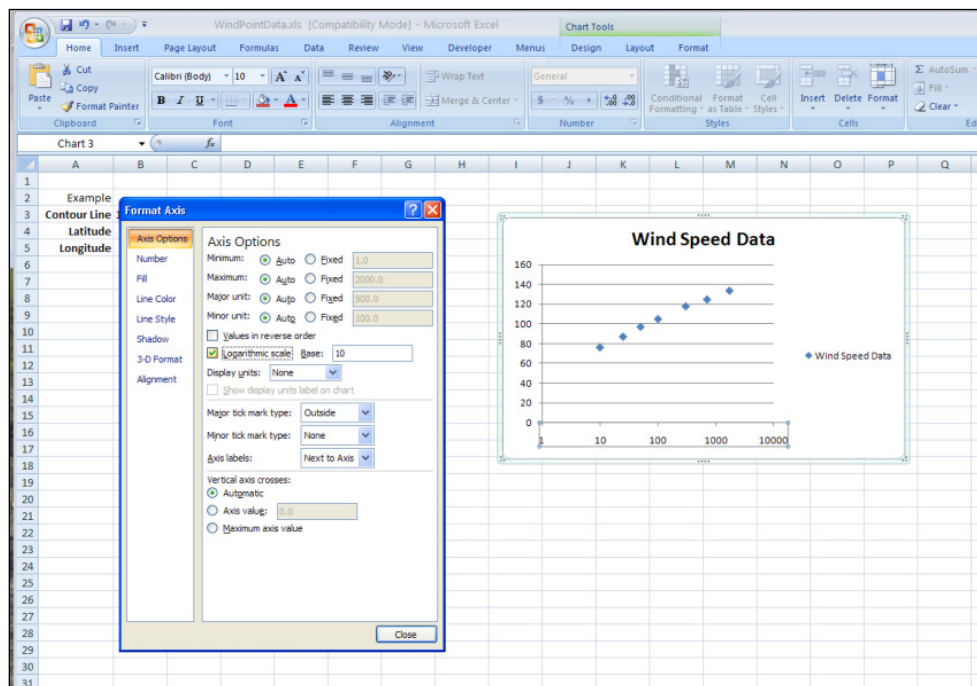 WindPointData.xls [Compatibility Mode] - Microsoft Excel
Chart Tools
Home Insert Page Layout Formulas Data Review View Developer Menus Design Layout Format
Cut
Copy
Format Painter
Paste
Clipboard
Calibri (Body) 10 A A
B I U A
Font
Wrap Text
Merge & Center
Alignment
General
$ % ,
Number
Conditional Formatting
Format as Table
Cell Styles
Styles
Insert Delete Format
Cells
Σ AutoSum
Fill
Clear
Ed
Chart 3 fx
A B C D E F G H I J K L M N O P Q
1
2 Example
3 Contour Line
4 Latitude
5 Longitude
6
7
8
9
10
11
12
13
14
15
16
17
18
19
20
21
22
23
24
25
26
27
28
29
30
31
Format Axis
Axis Options
Number
Fill
Line Color
Line Style
Shadow
3-D Format
Alignment
Axis Options
Minimum: Auto Fixed 1.0
Maximum: Auto Fixed 2000.0
Major unit: Auto Fixed 500.0
Minor unit: Auto Fixed 100.0
Values in reverse order
Logarithmic scale Base: 10
Display units: None
Show display units label on chart
Major tick mark type: Outside
Minor tick mark type: None
Axis labels: Next to Axis
Vertical axis crosses:
Automatic
Axis value: 0.0
Maximum axis value
Close
Wind Speed Data
160
140
120
100
80
60
40
20
0
1 10 100 1000 10000
Wind Speed Data